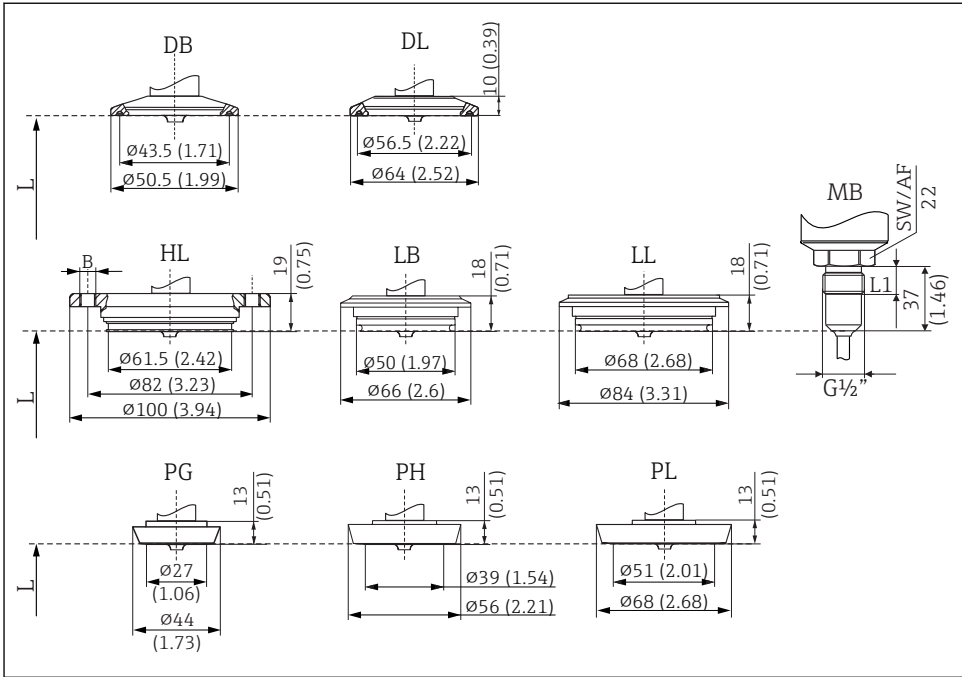 DB
DL
10 (0.39)
Ø43.5 (1.71)
Ø50.5 (1.99)
Ø56.5 (2.22)
Ø64 (2.52)
L
MB
SW/AF
22
L1
37
(1.46)
G½”
HL
B
19
(0.75)
Ø61.5 (2.42)
Ø82 (3.23)
Ø100 (3.94)
LB
18
(0.71)
Ø50 (1.97)
Ø66 (2.6)
LL
18
(0.71)
Ø68 (2.68)
Ø84 (3.31)
L
PG
13
(0.51)
Ø27
(1.06)
Ø44
(1.73)
PH
13
(0.51)
Ø39 (1.54)
Ø56 (2.21)
PL
13
(0.51)
Ø51 (2.01)
Ø68 (2.68)
L